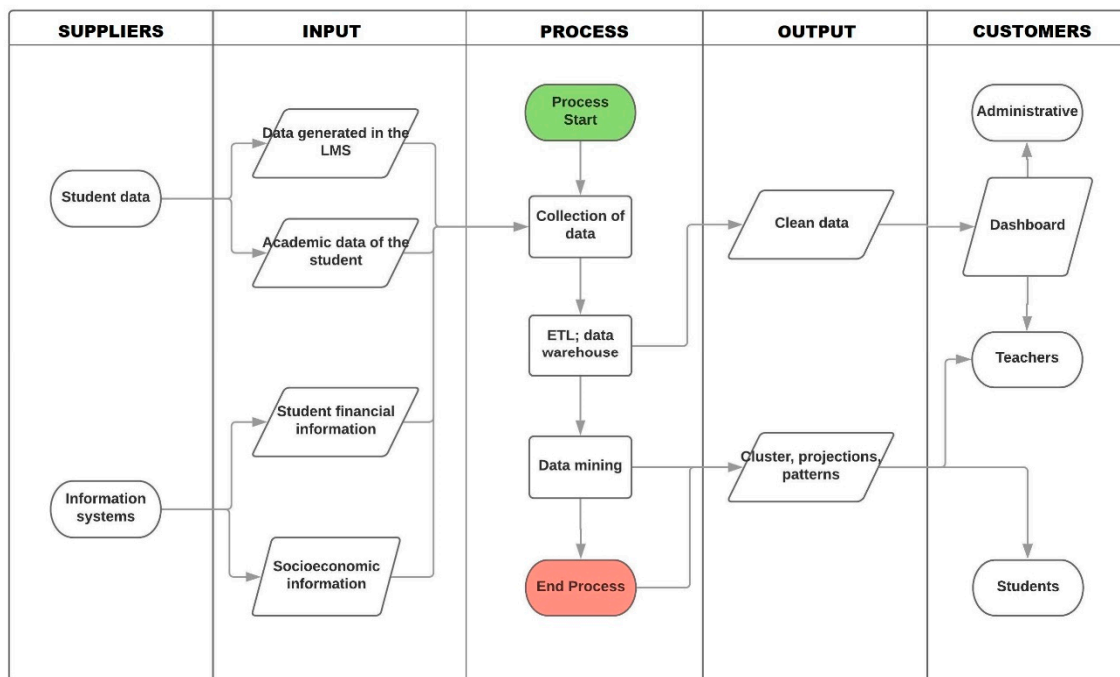 SUPPLIERS
INPUT
PROCESS
OUTPUT
CUSTOMERS
Student data
Information
systems
Data generated in the
LMS
Academic data of the
student
Student financial
information
Socioeconomic
information
Process
Start
Collection of
data
ETL; data
warehouse
Data mining
End Process
Clean data
Cluster, projections,
patterns
Administrative
Dashboard
Teachers
Students